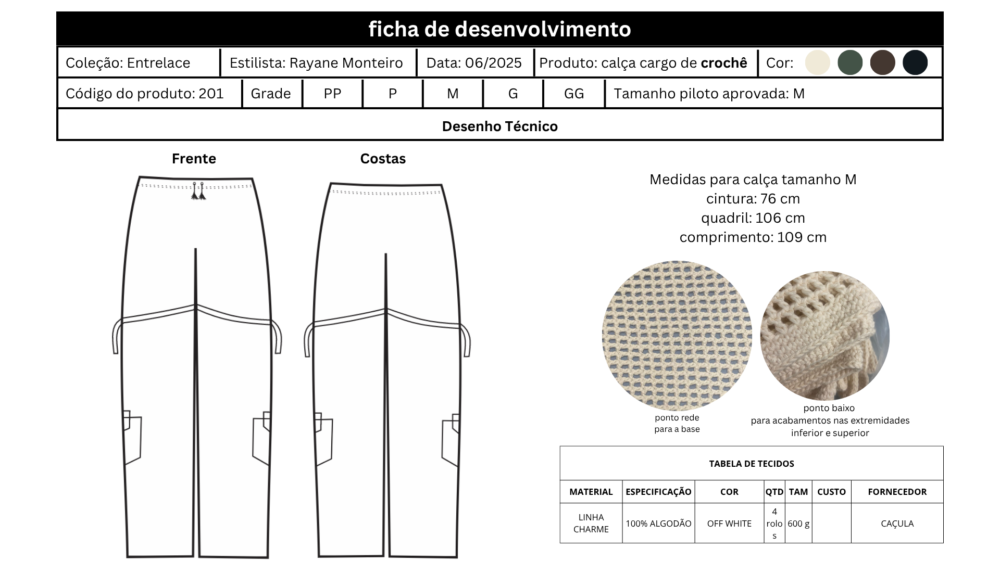 ficha de desenvolvimento
Coleção: Entrelace
Estilista: Rayane Monteiro
Data: 06/2025
Produto: calça cargo de crochê
Cor:
Código do produto: 201
Grade
PP
P
M
G
GG
Tamanho piloto aprovada: M
Desenho Técnico
Frente
Costas
Medidas para calça tamanho M
cintura: 76 cm
quadril: 106 cm
comprimento: 109 cm
ponto rede
para a base
ponto baixo
para acabamentos nas extremidades
inferior e superior
TABELA DE TECIDOS
MATERIAL
ESPECIFICAÇÃO
COR
QTD
TAM
CUSTO
FORNECEDOR
LINHA
CHARME
100% ALGODÃO
OFF WHITE
4
rolo
s
600 g
CAÇULA